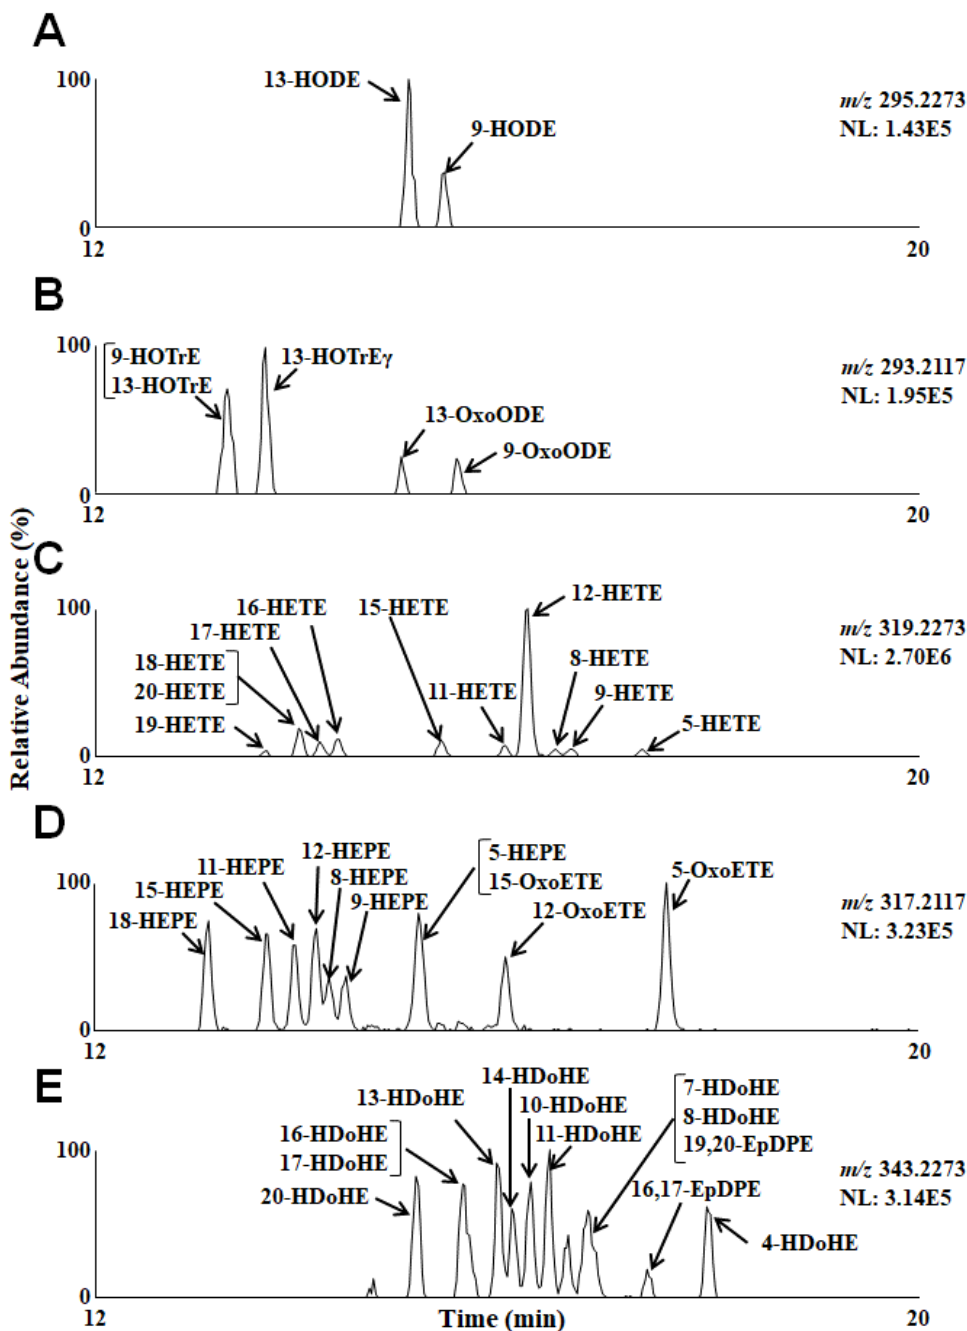 A
100
13-HODE
m/z 295.2273
9-HODE
NL: 1.43E5
0
12
20
B
100
9-HOTrE
13-HOTrEγ
13-HOTrE
m/z 293.2117
NL: 1.95E5
13-OxoODE
9-OxoODE
0
12
20
Relative Abundance (%)
C
100
16-HETE
15-HETE
12-HETE
17-HETE
m/z 319.2273
NL: 2.70E6
18-HETE
8-HETE
20-HETE
11-HETE
9-HETE
19-HETE
5-HETE
0
12
20
D
100
12-HEPE
5-HEPE
11-HEPE
8-HEPE
15-OxoETE
5-OxoETE
15-HEPE
9-HEPE
12-OxoETE
18-HEPE
m/z 317.2117
NL: 3.23E5
0
12
20
E
14-HDoHE
7-HDoHE
13-HDoHE
10-HDoHE
8-HDoHE
16-HDoHE
11-HDoHE
19,20-EpDPE
100
17-HDoHE
m/z 343.2273
20-HDoHE
16,17-EpDPE
NL: 3.14E5
4-HDoHE
0
12
Time (min)
20